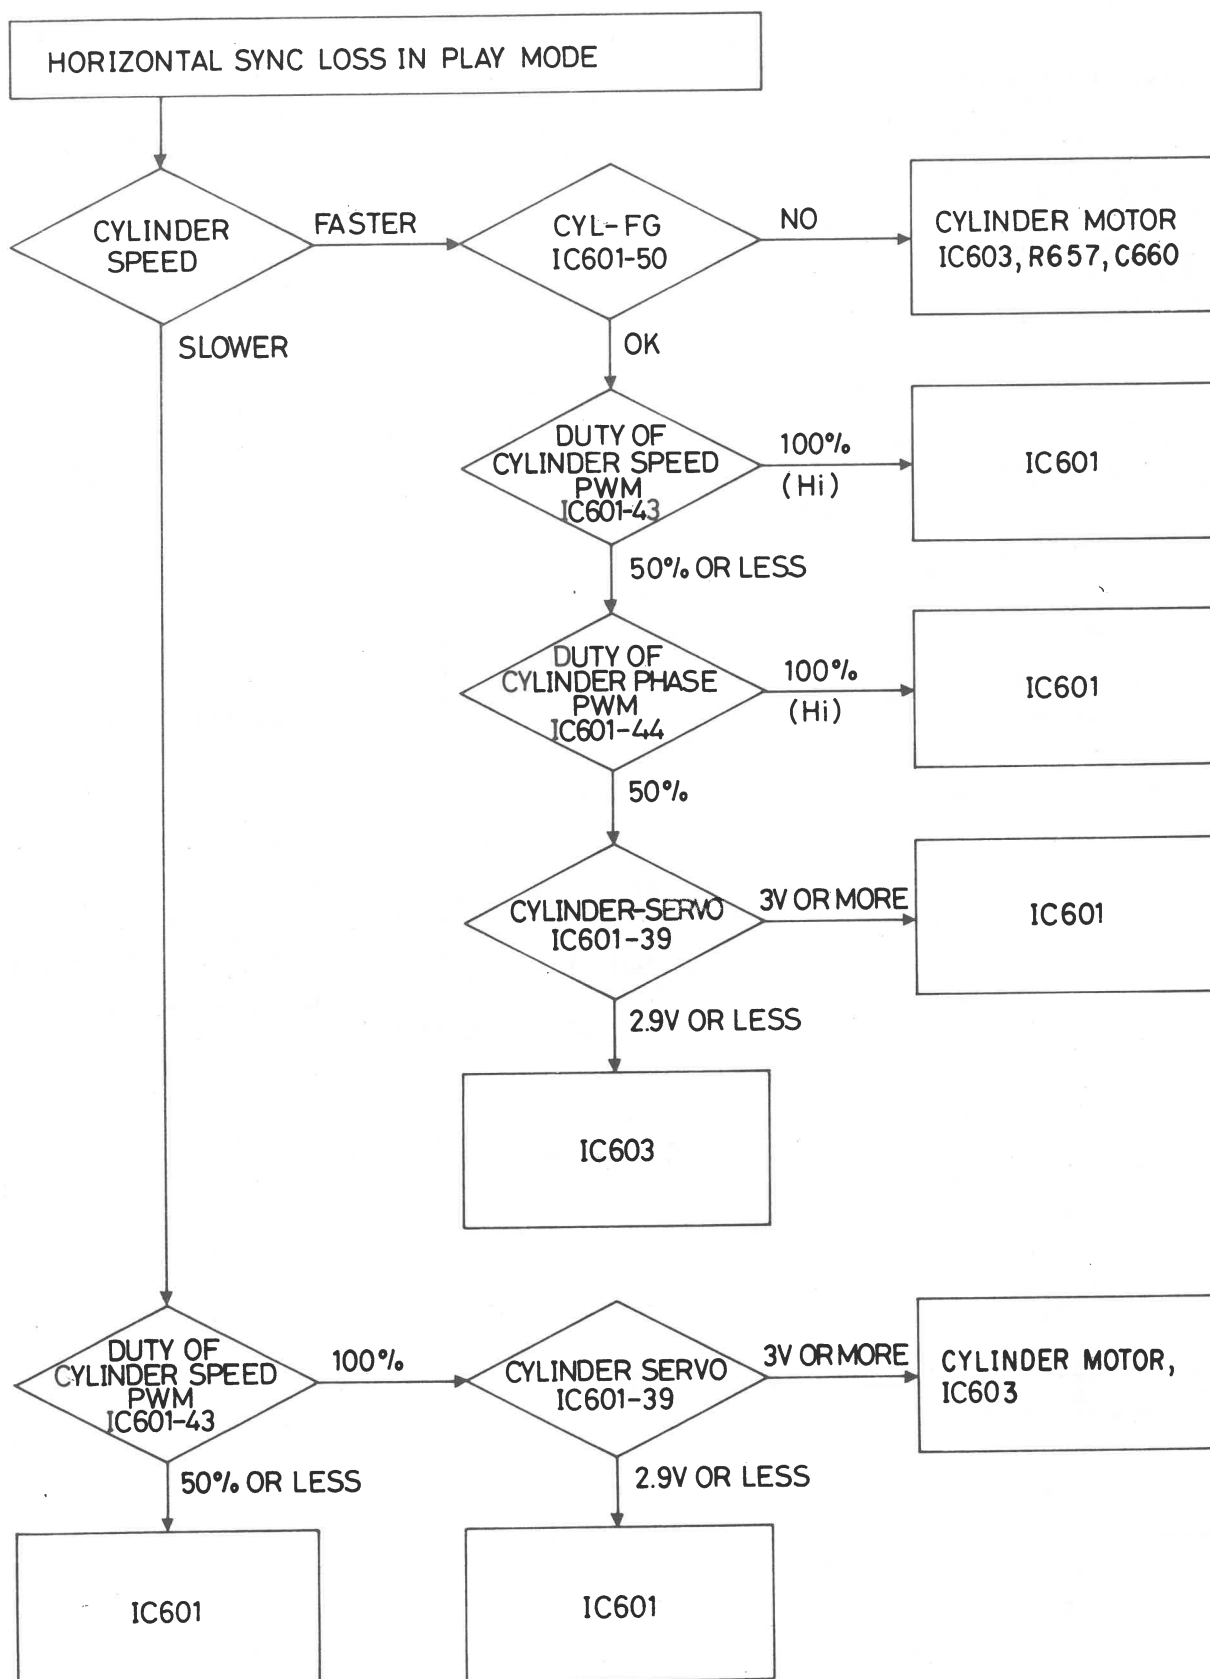 HORIZONTAL SYNC LOSS IN PLAY MODE
CYLINDER
SPEED
FASTER
CYL-FG
IC601-50
NO
CYLINDER MOTOR
IC603, R657, C660
SLOWER
OK
DUTY OF
CYLINDER SPEED
PWM
IC601-43
100%
(Hi)
IC601
50% OR LESS
DUTY OF
CYLINDER PHASE
PWM
IC601-44
100%
(Hi)
IC601
50%
CYLINDER-SERVO
IC601-39
3V OR MORE
IC601
2.9V OR LESS
IC603
DUTY OF
CYLINDER SPEED
PWM
IC601-43
100%
CYLINDER SERVO
IC601-39
3V OR MORE
CYLINDER MOTOR,
IC603
50% OR LESS
2.9V OR LESS
IC601
IC601